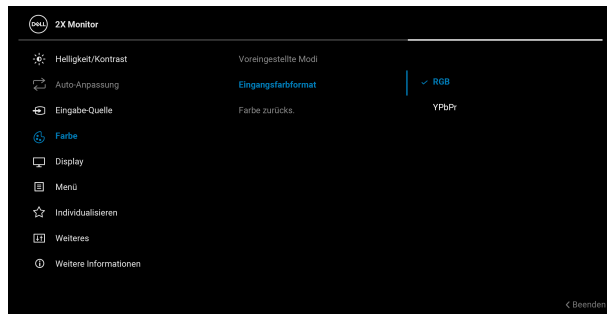 DELL
2X Monitor
Helligkeit/Kontrast
Voreingestellte Modi
Auto-Anpassung
Eingangsfarbformat
RGB
Eingabe-Quelle
Farbe zurücks.
YPbPr
Farbe
Display
Menü
Individualisieren
Weiteres
Weitere Informationen
Beenden